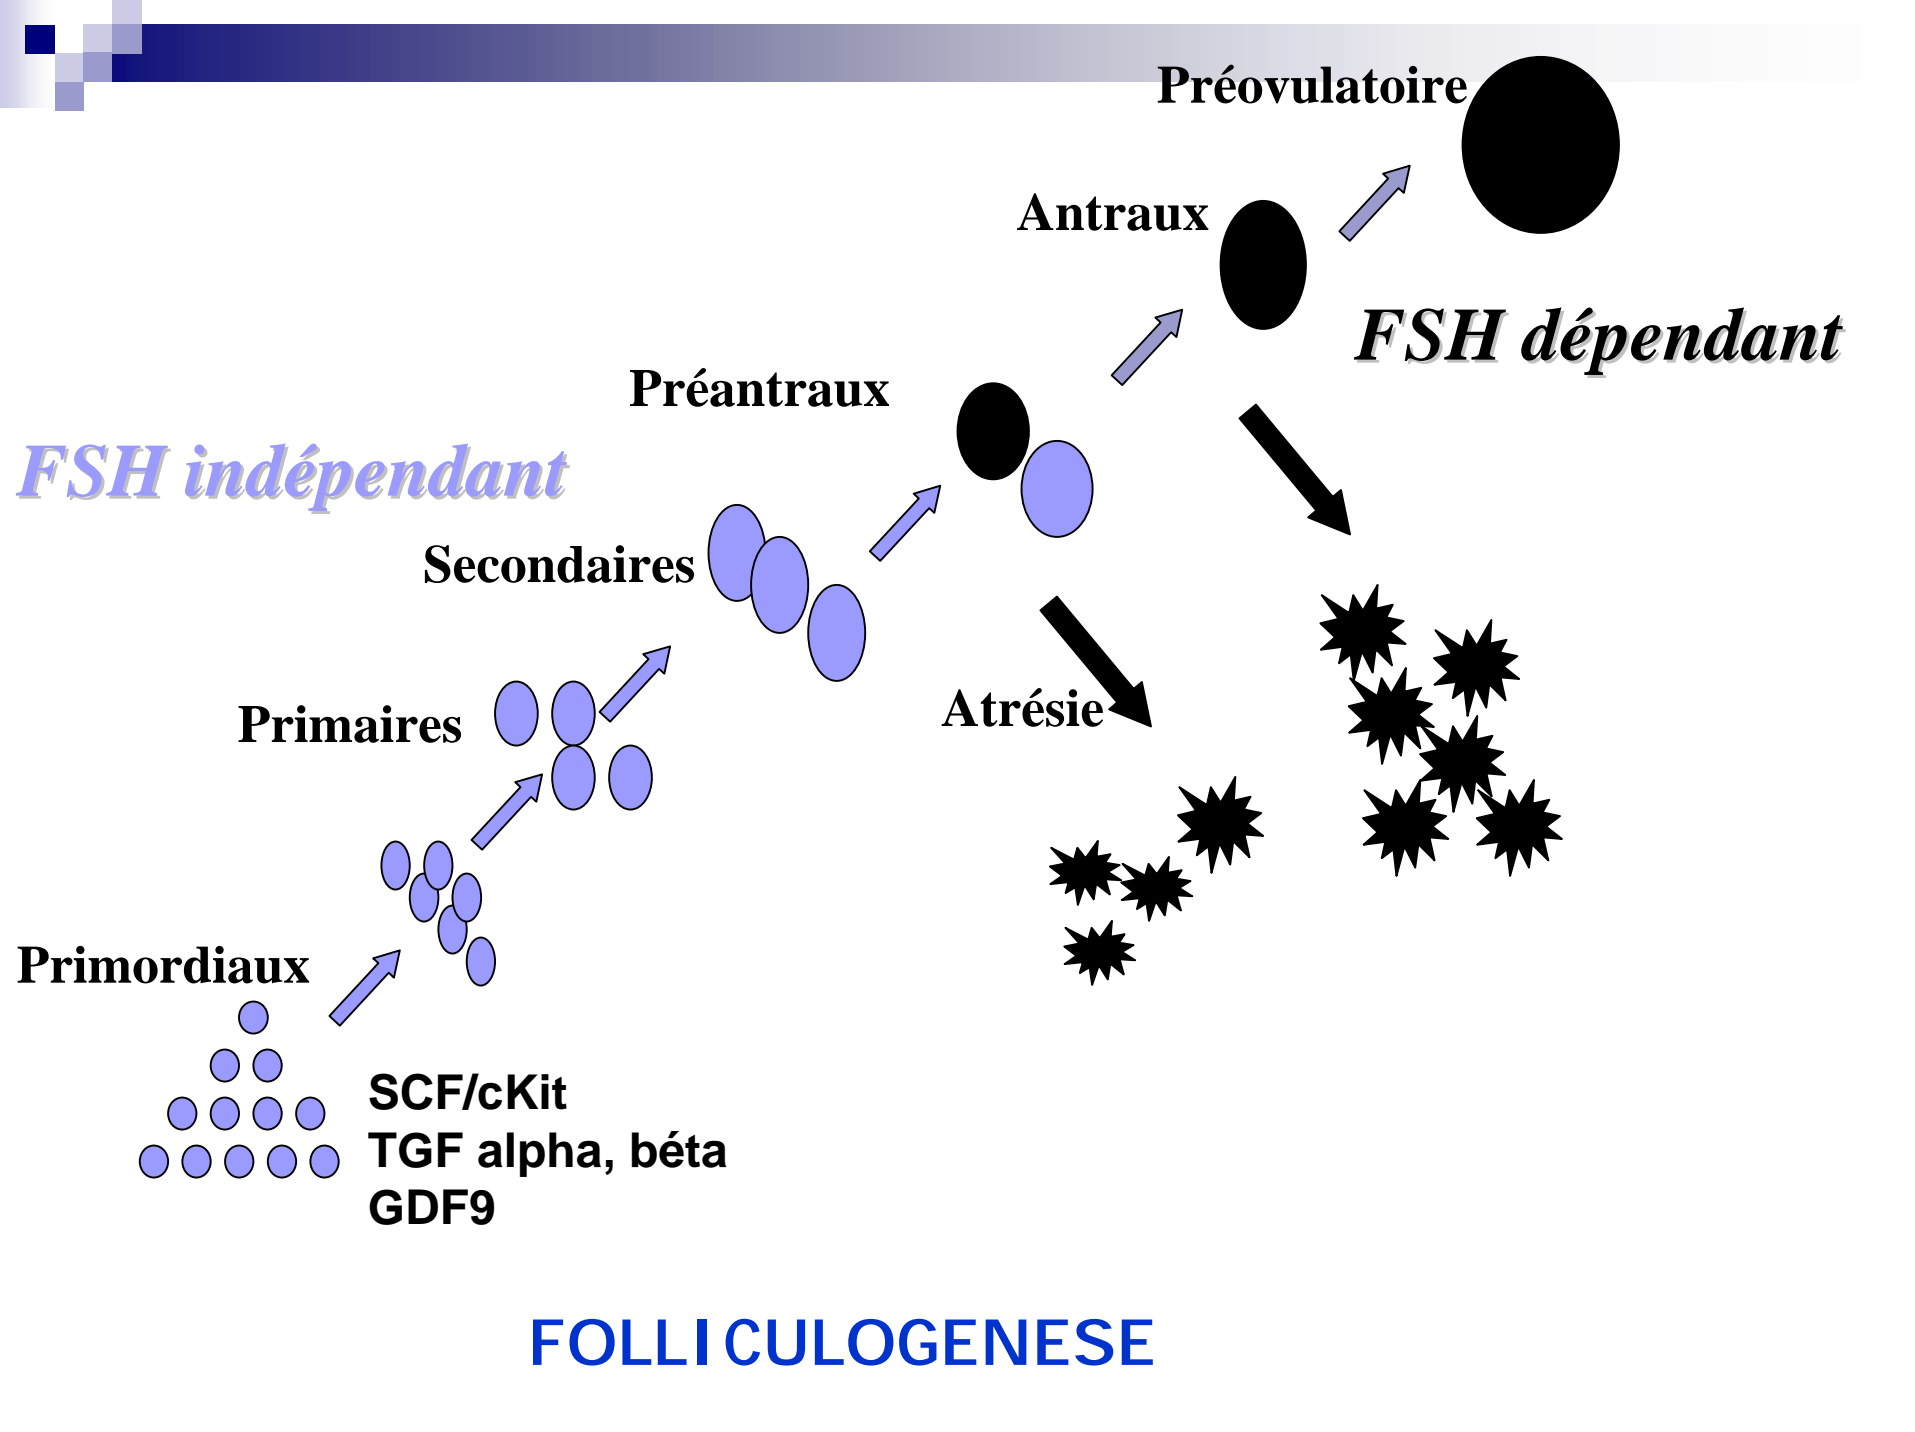 Préovulatoire
Antraux
FSH dépendant
Préantraux
FSH indépendant
Secondaires
Primaires
Atrésie
Primordiaux
SCF/cKit
TGF alpha, béta
GDF9
FOLLICULOGENESE